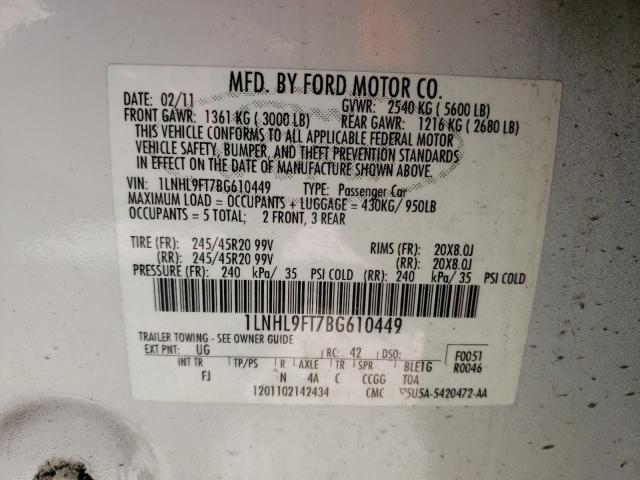 MFD. BY FORD MOTOR CO.
DATE: 02/11 GVWR: 2540 KG ( 5600 LB)
FRONT GAWR: 1361 KG ( 3000 LB) REAR GAWR: 1216 KG ( 2680 LB)
THIS VEHICLE CONFORMS TO ALL APPLICABLE FEDERAL MOTOR
VEHICLE SAFETY, BUMPER, AND THEFT PREVENTION STANDARDS
IN EFFECT ON THE DATE OF MANUFACTURE SHOWN ABOVE.
VIN: 1LNHL9FT7BG610449 TYPE: Passenger Car
MAXIMUM LOAD = OCCUPANTS + LUGGAGE = 430KG/ 950LB
OCCUPANTS = 5 TOTAL; 2 FRONT, 3 REAR
TIRE (FR): 245/45R20 99V RIMS (FR): 20X8.0J
(RR): 245/45R20 99V (RR): 20X8.0J
PRESSURE (FR): 240 kPa/ 35 PSI COLD (RR): 240 kPa/ 35 PSI COLD
1LNHL9FT7BG610449
TRAILER TOWING - SEE OWNER GUIDE
EXT PNT: UG RC: 42 DSO: F0051
INT TR TP/PS R AXLE TR SPR BLETG R0046
FJ N 4A C CCGG TOA
1201102142434 CMC ▽5U5A-5420472-AA